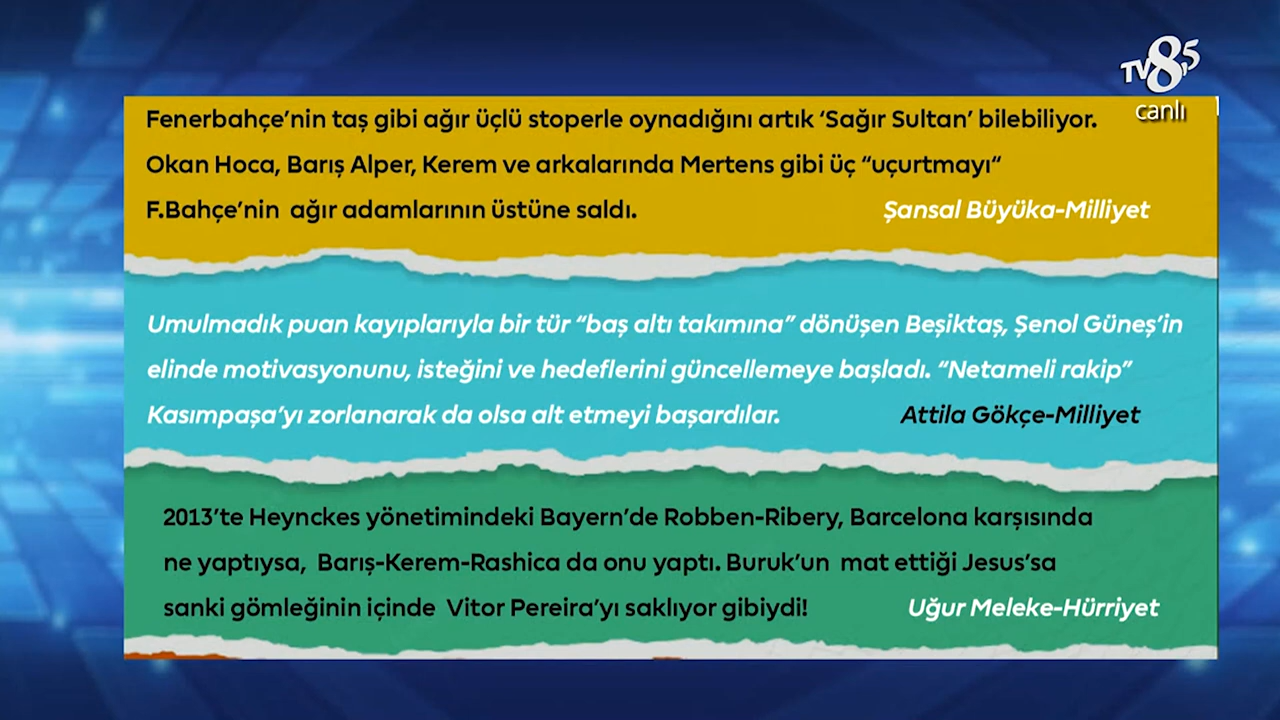 TV8,5
canlı
Fenerbahçe’nin taş gibi ağır üçlü stoperle oynadığını artık ‘Sağır Sultan’ bilebiliyor.
Okan Hoca, Barış Alper, Kerem ve arkalarında Mertens gibi üç “uçurtmayı“
F.Bahçe’nin ağır adamlarının üstüne saldı. Şansal Büyüka-Milliyet
Umulmadık puan kayıplarıyla bir tür “baş altı takımına” dönüşen Beşiktaş, Şenol Güneş’in
elinde motivasyonunu, isteğini ve hedeflerini güncellemeye başladı. “Netameli rakip”
Kasımpaşa’yı zorlanarak da olsa alt etmeyi başardılar. Attila Gökçe-Milliyet
2013’te Heynckes yönetimindeki Bayern’de Robben-Ribery, Barcelona karşısında
ne yaptıysa, Barış-Kerem-Rashica da onu yaptı. Buruk’un mat ettiği Jesus’sa
sanki gömleğinin içinde Vitor Pereira’yı saklıyor gibiydi! Uğur Meleke-Hürriyet